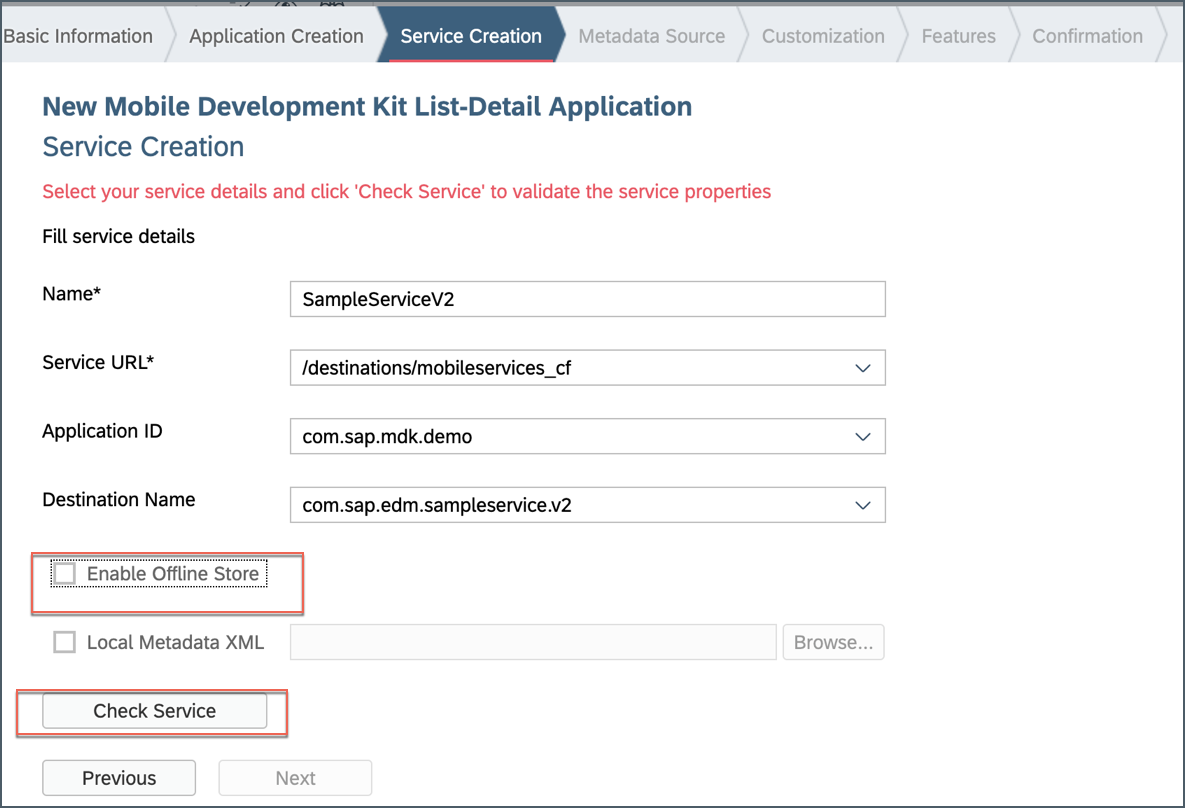 Basic Information Application Creation Service Creation Metadata Source Customization Features Confirmation
New Mobile Development Kit List-Detail Application
Service Creation
Select your service details and click 'Check Service' to validate the service properties
Fill service details
Name* SampleServiceV2
Service URL* /destinations/mobileservices_cf
Application ID com.sap.mdk.demo
Destination Name com.sap.edm.sampleservice.v2
Enable Offline Store
Local Metadata XML Browse...
Check Service
Previous Next